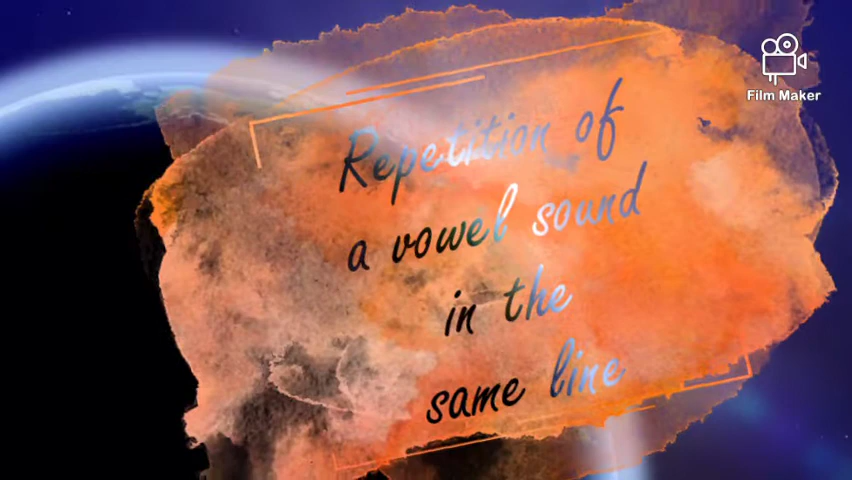 Film Maker
Repetition of
a vowel sound
in the
same line